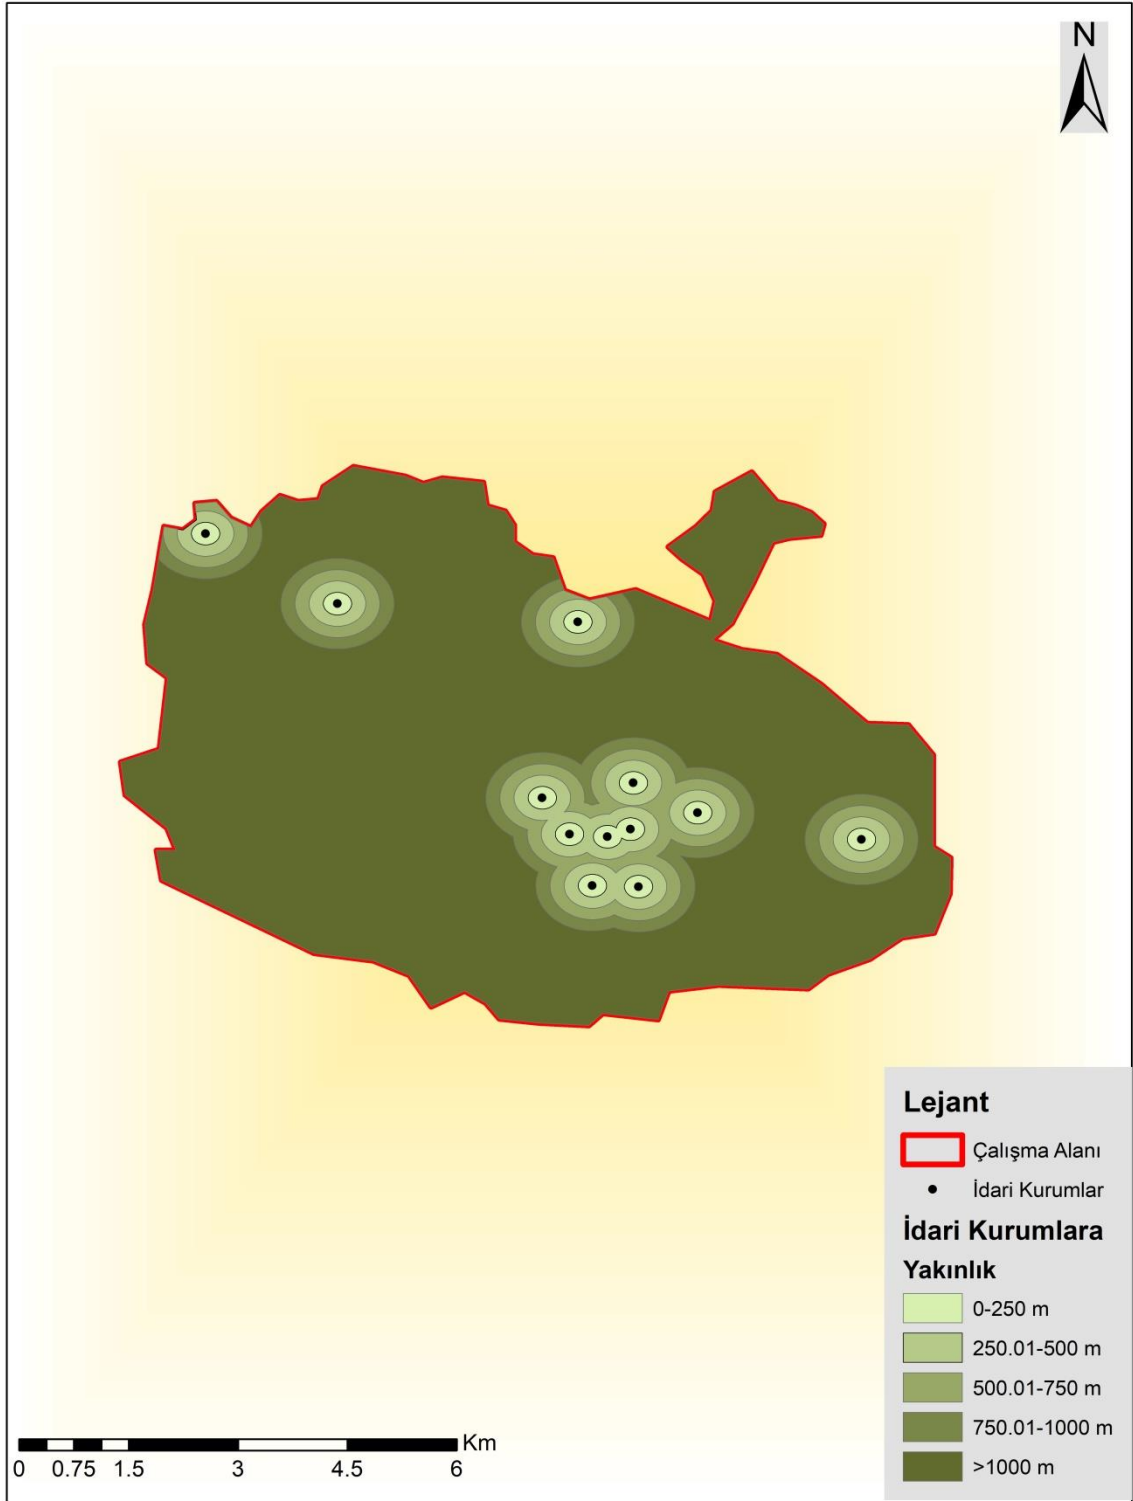 N
Lejant
Çalışma Alanı
İdari Kurumlar
İdari Kurumlara
Yakınlık
0-250 m
250.01-500 m
500.01-750 m
750.01-1000 m
>1000 m
Km
0 0.75 1.5 3 4.5 6